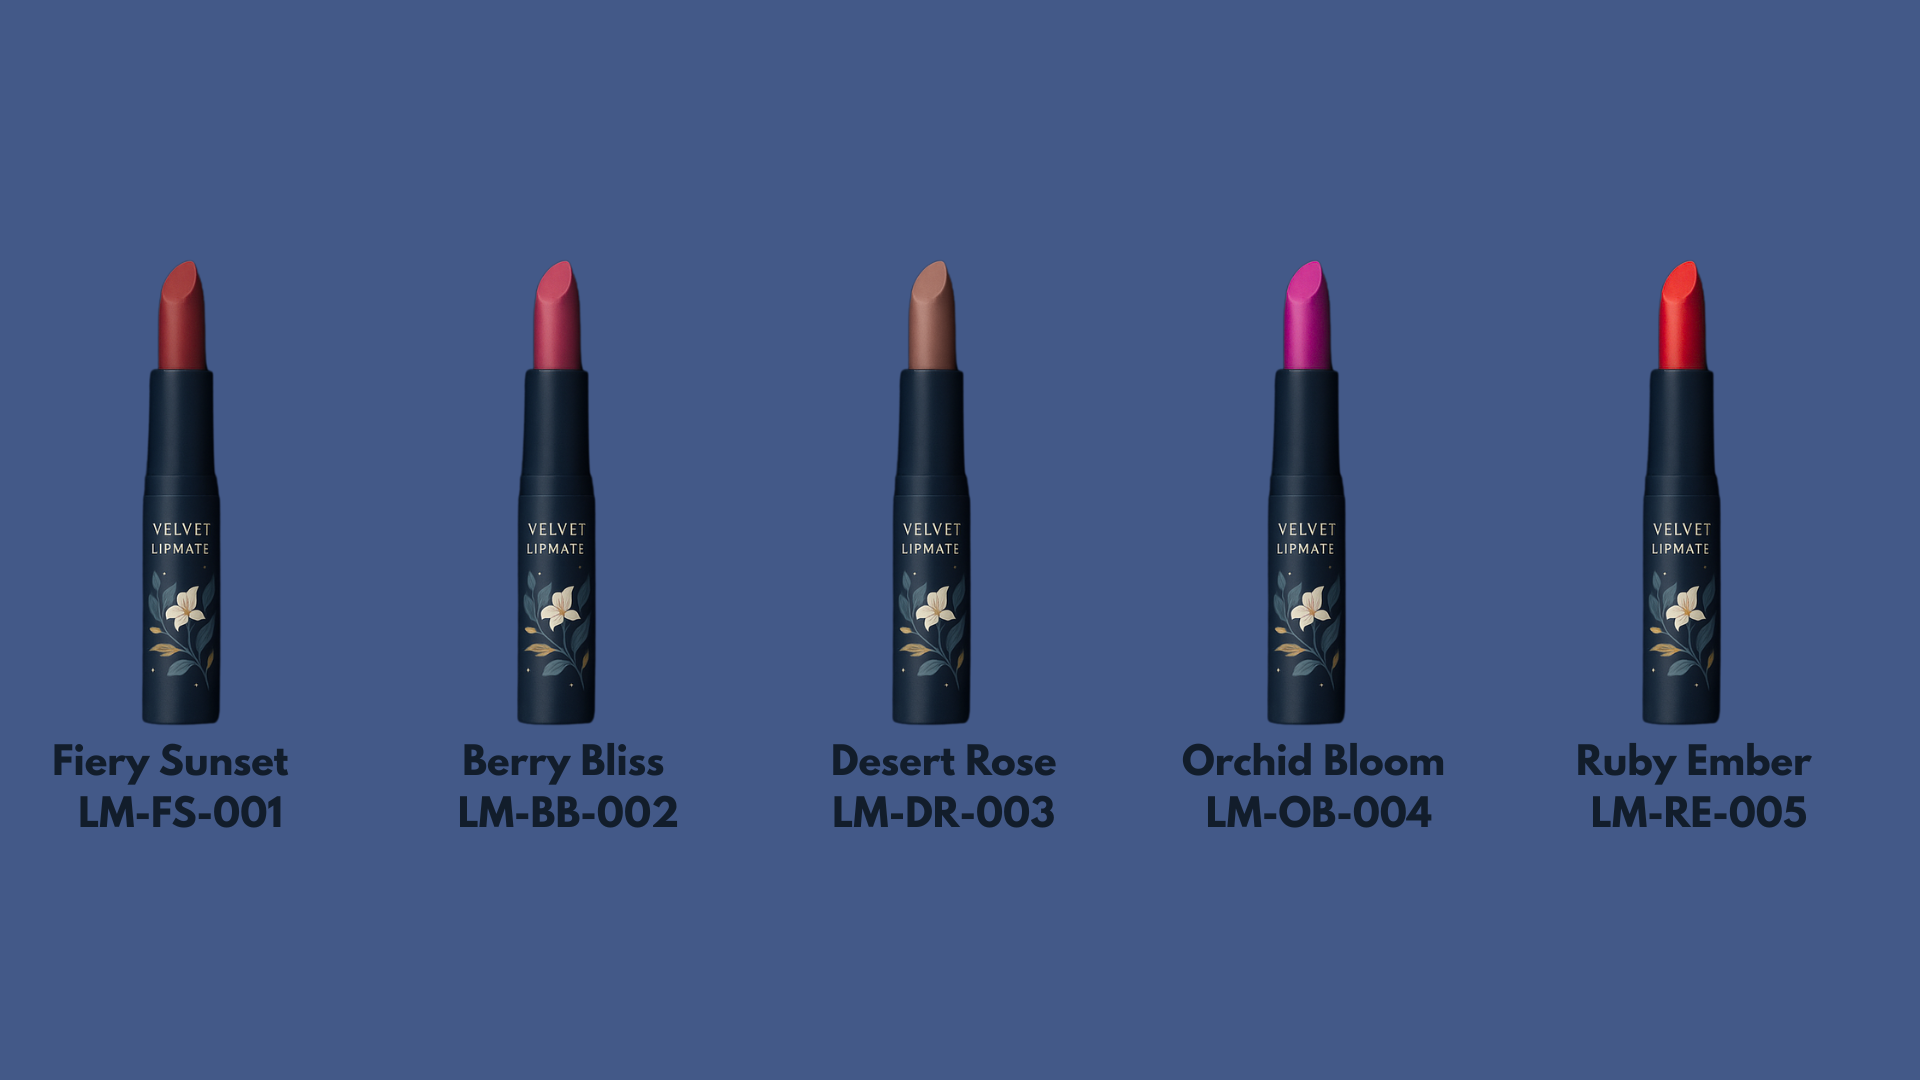 VELVET
LIPMATE
VELVET
LIPMATE
VELVET
LIPMATE
VELVET
LIPMATE
VELVET
LIPMATE
Fiery Sunset
LM-FS-001
Berry Bliss
LM-BB-002
Desert Rose
LM-DR-003
Orchid Bloom
LM-OB-004
Ruby Ember
LM-RE-005